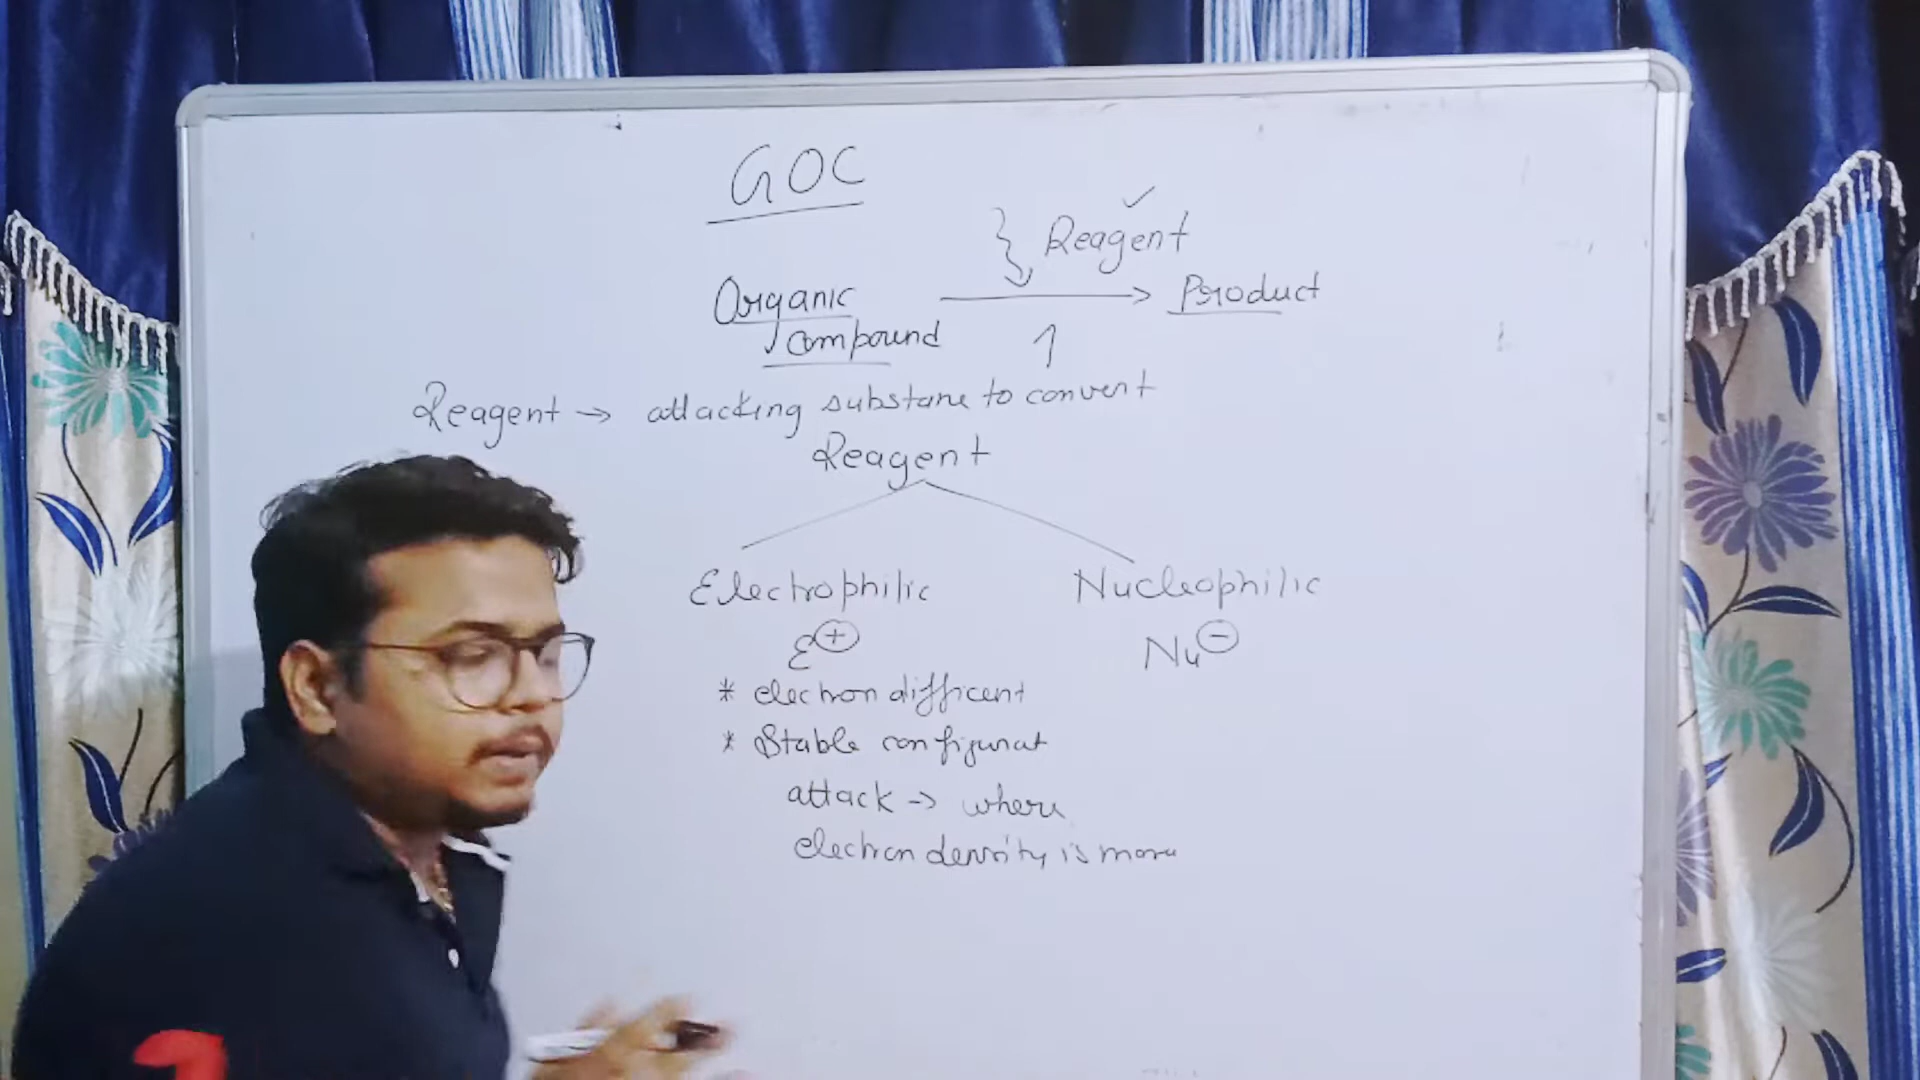 GOC
Reagent
Organic
compound
Product
Reagent → attacking substane to convert
Reagent
Electrophilic Nucleophilic
E⊕ Nu⊖
* electron difficent
* Stable configurat
attack → where
electron density is more